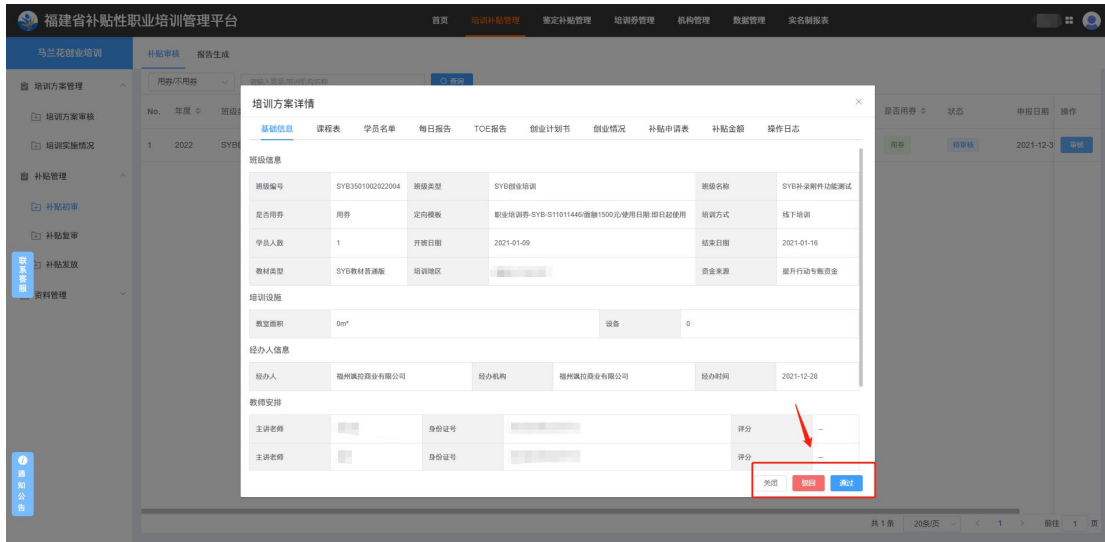 福建省补贴性职业培训管理平台 首页 培训补贴管理 鉴定补贴管理 培训券管理 机构管理 数据管理 实名制报表
马兰花创业培训 补贴审核 报告生成
培训方案管理 用券/不用券 查询
培训方案详情
No. 年度 班级 是否用券 状态 申报日期 操作
培训方案审核 基础信息 课程表 学员名单 每日报告 TOE报告 创业计划书 创业情况 补贴申请表 补贴金额 操作日志
培训实施情况 1 2022 SYB 用券 待审核 2021-12-3 审核
班级信息
补贴管理 班级编号 SYB3501002022004 班级类型 SYB创业培训 班级名称 SYB补录附件功能测试
补贴初审 是否用券 用券 定向模板 职业培训券-SYB-S11011446/面额1500元/使用日期:即日起使用 培训方式 线下培训
补贴复审 学员人数 1 开班日期 2021-01-09 结束日期 2021-01-16
补贴发放 教材类型 SYB教材普通版 培训地区 资金来源 提升行动专账资金
联系客服
资料管理 培训设施
教室面积 0m² 设备 0
经办人信息
经办人 福州飒拉商业有限公司 经办机构 福州飒拉商业有限公司 经办时间 2021-12-28
教师安排
主讲老师 身份证号 评分 --
主讲老师 身份证号 评分 --
通知公告
关闭 驳回 通过
共 1 条 20条/页 < 1 > 前往 1 页